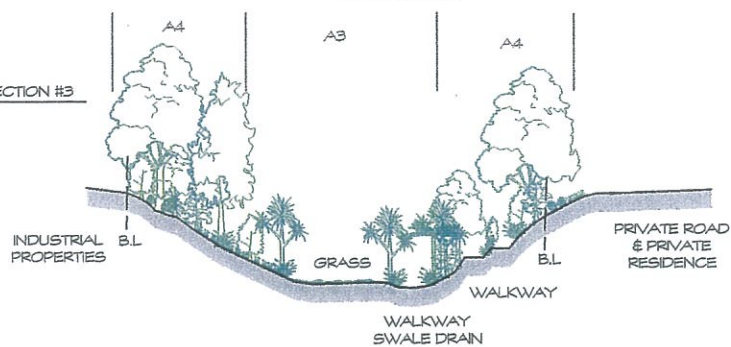 A4
A3
A4
ECTION #3
INDUSTRIAL
PROPERTIES
B.L
GRASS
B.L
PRIVATE ROAD
& PRIVATE
RESIDENCE
WALKWAY
WALKWAY
SWALE DRAIN